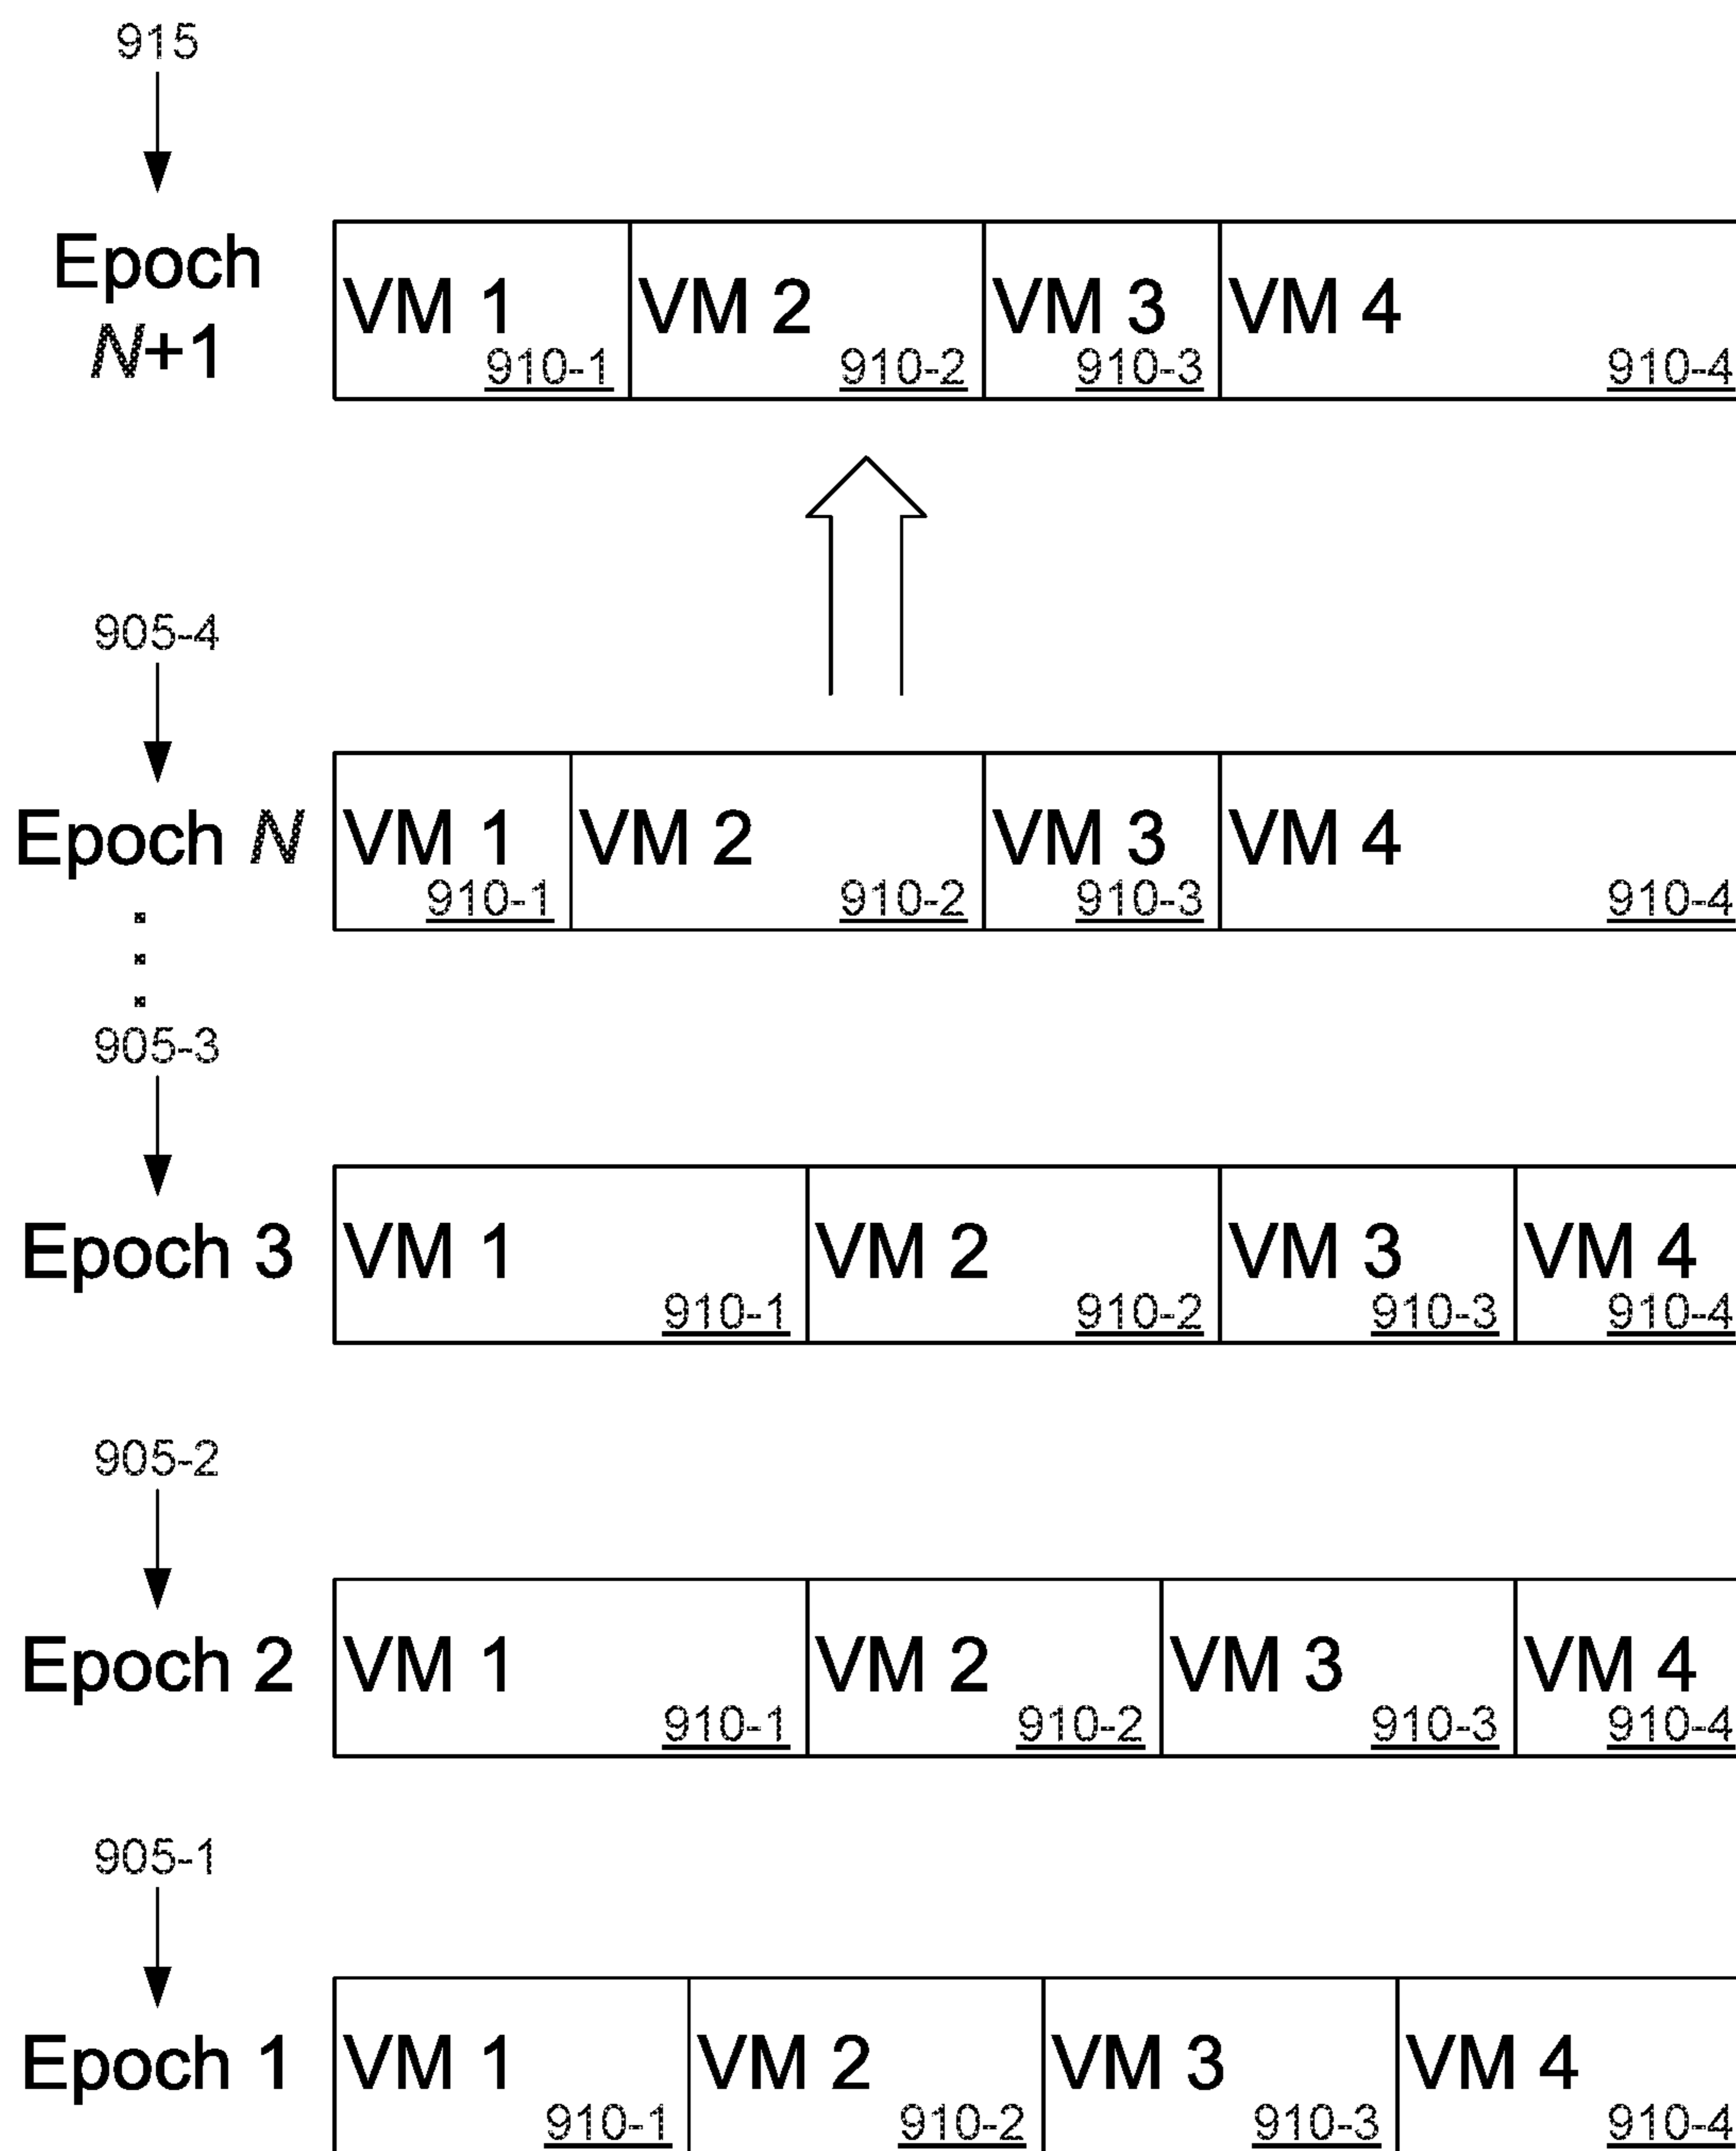 915
Epoch
N+1
VM 1 VM 2 VM 3 VM 4
910-1 910-2 910-3 910-4
905-4
Epoch N
VM 1 VM 2 VM 3 VM 4
910-1 910-2 910-3 910-4
905-3
Epoch 3
VM 1 VM 2 VM 3 VM 4
910-1 910-2 910-3 910-4
905-2
Epoch 2
VM 1 VM 2 VM 3 VM 4
910-1 910-2 910-3 910-4
905-1
Epoch 1
VM 1 VM 2 VM 3 VM 4
910-1 910-2 910-3 910-4